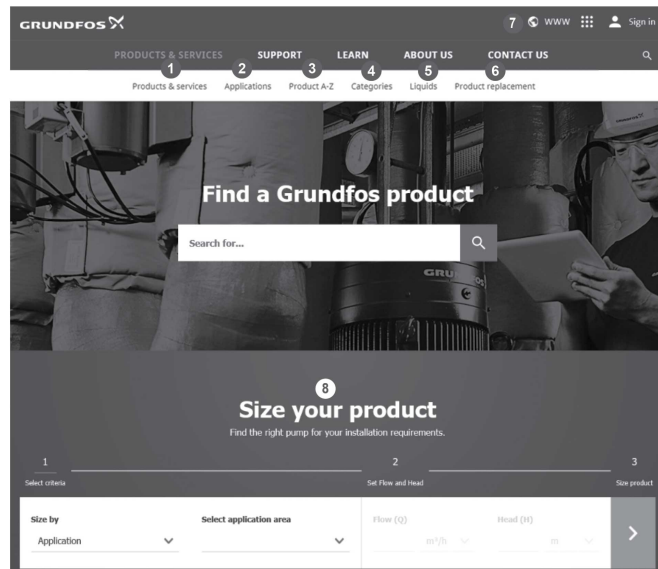 GRUNDFOS
7 WWW Sign in
PRODUCTS & SERVICES SUPPORT LEARN ABOUT US CONTACT US
1 2 3 4 5 6
Products & services Applications Product A-Z Categories Liquids Product replacement
Find a Grundfos product
Search for...
GRUNDFOS
8
Size your product
Find the right pump for your installation requirements.
1 2 3
Select criteria Set Flow and Head Size product
Size by Select application area Flow (Q) Head (H)
Application m³/h m